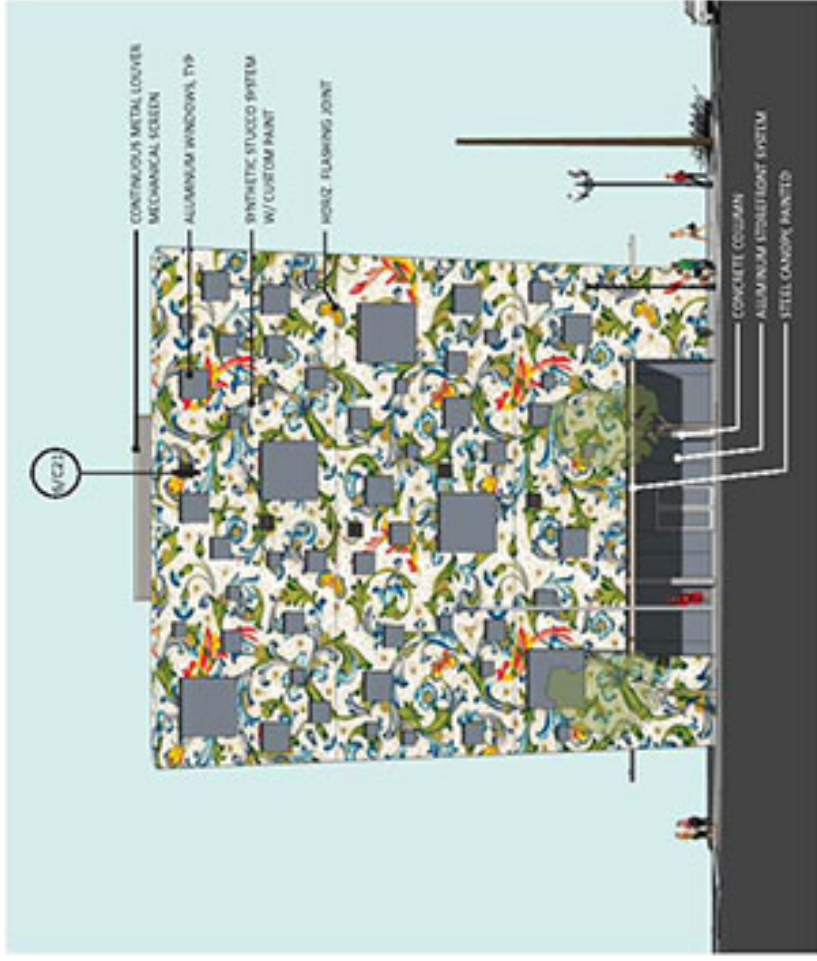 CONTINUOUS METAL LOUVER
MECHANICAL SCREEN
ALUMINUM WINDOWS, TYP
SYNTHETIC STUCCO SYSTEM
W/ CUSTOM PAINT
HORIZ. FLASHING JOINT
CONCRETE COLUMN
ALUMINUM STOREFRONT SYSTEM
STEEL CANOPY, PAINTED